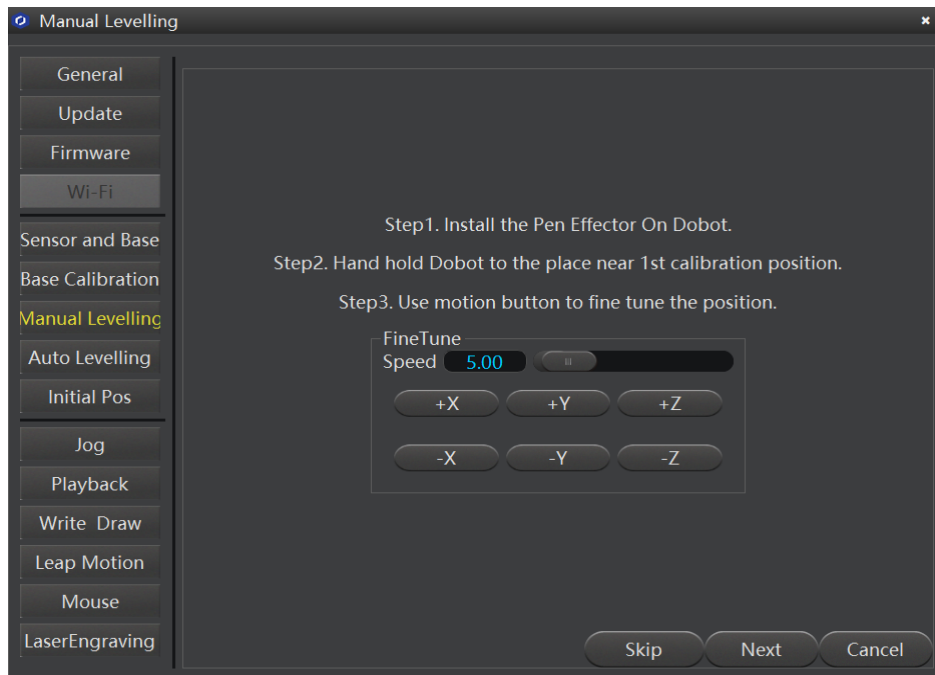 Manual Levelling
General
Update
Firmware
Wi-Fi
Sensor and Base
Base Calibration
Manual Levelling
Auto Levelling
Initial Pos
Jog
Playback
Write Draw
Leap Motion
Mouse
LaserEngraving
Step1. Install the Pen Effector On Dobot.
Step2. Hand hold Dobot to the place near 1st calibration position.
Step3. Use motion button to fine tune the position.
FineTune
Speed 5.00
+X +Y +Z
-X -Y -Z
Skip Next Cancel